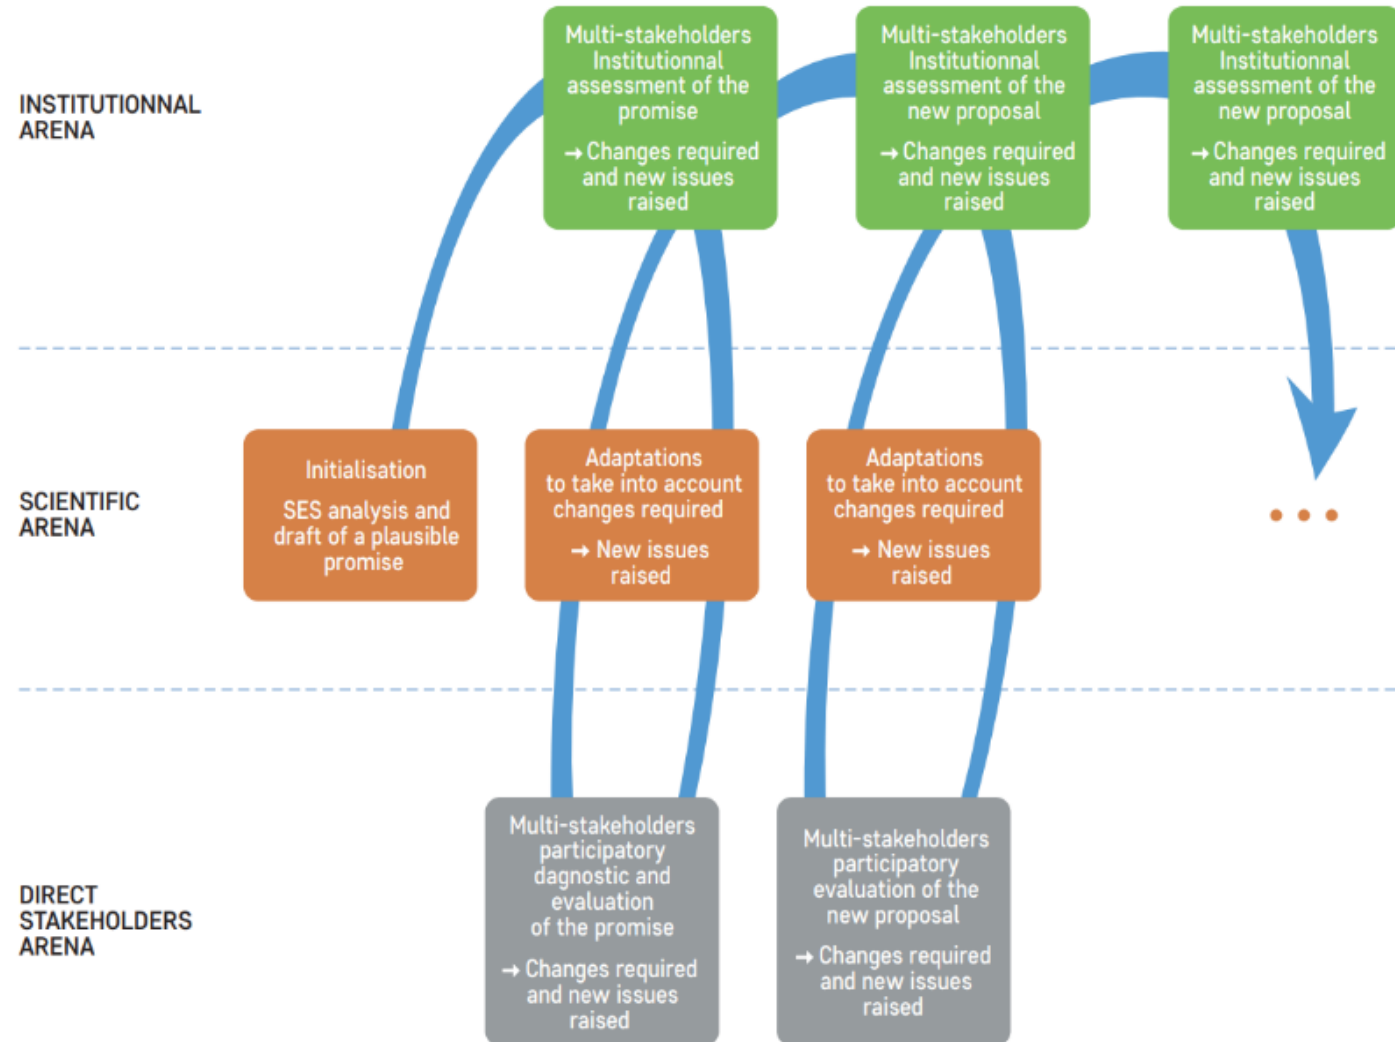 INSTITUTIONNAL
ARENA
Multi-stakeholders
Institutionnal
assessment of the
promise
→ Changes required
and new issues
raised
Multi-stakeholders
Institutionnal
assessment of the
new proposal
→ Changes required
and new issues
raised
Multi-stakeholders
Institutionnal
assessment of the
new proposal
→ Changes required
and new issues
raised
SCIENTIFIC
ARENA
Initialisation
SES analysis and
draft of a plausible
promise
Adaptations
to take into account
changes required
→ New issues
raised
Adaptations
to take into account
changes required
→ New issues
raised
...
DIRECT
STAKEHOLDERS
ARENA
Multi-stakeholders
participatory
dagnostic and
evaluation
of the promise
→ Changes required
and new issues
raised
Multi-stakeholders
participatory
evaluation of the
new proposal
→ Changes required
and new issues
raised